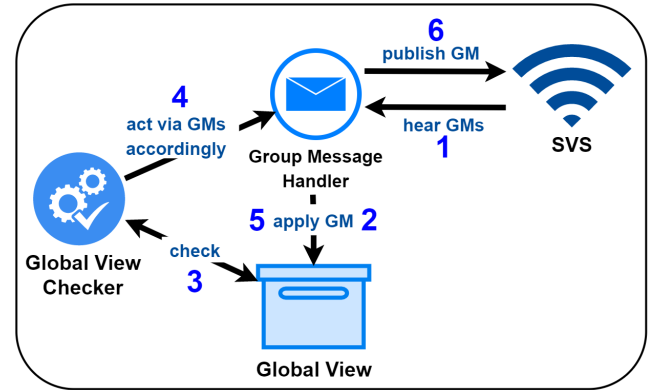 6
publish GM
4
act via GMs
accordingly
hear GMs
1
SVS
Group Message
Handler
5 apply GM 2
check
3
Global View
Checker
Global View